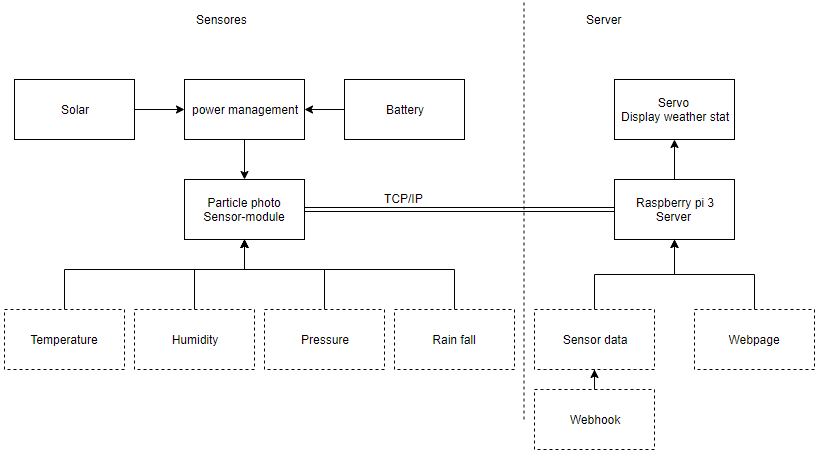 Sensores
Server
Solar
power management
Battery
Servo
Display weather stat
Particle photo
Sensor-module
TCP/IP
Raspberry pi 3
Server
Temperature
Humidity
Pressure
Rain fall
Sensor data
Webpage
Webhook